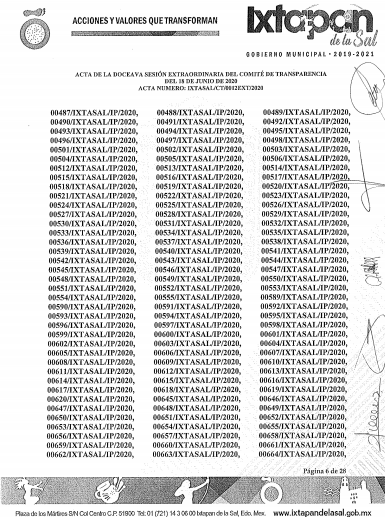 ACCIONES Y VALORES QUE TRANSFORMAN
Ixtapan
de la Sal
GOBIERNO MUNICIPAL • 2019-2021
ACTA DE LA DOCEAVA SESIÓN EXTRAORDINARIA DEL COMITÉ DE TRANSPARENCIA
DEL 18 DE JUNIO DE 2020
ACTA NUMERO: IXTASAL/CT/0012EXT/2020
00487/IXTASAL/IP/2020, 00488/IXTASAL/IP/2020, 00489/IXTASAL/IP/2020,
00490/IXTASAL/IP/2020, 00491/IXTASAL/IP/2020, 00492/IXTASAL/IP/2020,
00493/IXTASAL/IP/2020, 00494/IXTASAL/IP/2020, 00495/IXTASAL/IP/2020,
00496/IXTASAL/IP/2020, 00497/IXTASAL/IP/2020, 00498/IXTASAL/IP/2020,
00501/IXTASAL/IP/2020, 00502/IXTASAL/IP/2020, 00503/IXTASAL/IP/2020,
00504/IXTASAL/IP/2020, 00505/IXTASAL/IP/2020, 00506/IXTASAL/IP/2020,
00512/IXTASAL/IP/2020, 00513/IXTASAL/IP/2020, 00514/IXTASAL/IP/2020,
00515/IXTASAL/IP/2020, 00516/IXTASAL/IP/2020, 00517/IXTASAL/IP/2020,
00518/IXTASAL/IP/2020, 00519/IXTASAL/IP/2020, 00520/IXTASAL/IP/2020,
00521/IXTASAL/IP/2020, 00522/IXTASAL/IP/2020, 00523/IXTASAL/IP/2020,
00524/IXTASAL/IP/2020, 00525/IXTASAL/IP/2020, 00526/IXTASAL/IP/2020,
00527/IXTASAL/IP/2020, 00528/IXTASAL/IP/2020, 00529/IXTASAL/IP/2020,
00530/IXTASAL/IP/2020, 00531/IXTASAL/IP/2020, 00532/IXTASAL/IP/2020,
00533/IXTASAL/IP/2020, 00534/IXTASAL/IP/2020, 00535/IXTASAL/IP/2020,
00536/IXTASAL/IP/2020, 00537/IXTASAL/IP/2020, 00538/IXTASAL/IP/2020,
00539/IXTASAL/IP/2020, 00540/IXTASAL/IP/2020, 00541/IXTASAL/IP/2020,
00542/IXTASAL/IP/2020, 00543/IXTASAL/IP/2020, 00544/IXTASAL/IP/2020,
00545/IXTASAL/IP/2020, 00546/IXTASAL/IP/2020, 00547/IXTASAL/IP/2020,
00548/IXTASAL/IP/2020, 00549/IXTASAL/IP/2020, 00550/IXTASAL/IP/2020,
00551/IXTASAL/IP/2020, 00552/IXTASAL/IP/2020, 00553/IXTASAL/IP/2020,
00554/IXTASAL/IP/2020, 00555/IXTASAL/IP/2020, 00589/IXTASAL/IP/2020,
00590/IXTASAL/IP/2020, 00591/IXTASAL/IP/2020, 00592/IXTASAL/IP/2020,
00593/IXTASAL/IP/2020, 00594/IXTASAL/IP/2020, 00595/IXTASAL/IP/2020,
00596/IXTASAL/IP/2020, 00597/IXTASAL/IP/2020, 00598/IXTASAL/IP/2020,
00599/IXTASAL/IP/2020, 00600/IXTASAL/IP/2020, 00601/IXTASAL/IP/2020,
00602/IXTASAL/IP/2020, 00603/IXTASAL/IP/2020, 00604/IXTASAL/IP/2020,
00605/IXTASAL/IP/2020, 00606/IXTASAL/IP/2020, 00607/IXTASAL/IP/2020,
00608/IXTASAL/IP/2020, 00609/IXTASAL/IP/2020, 00610/IXTASAL/IP/2020,
00611/IXTASAL/IP/2020, 00612/IXTASAL/IP/2020, 00613/IXTASAL/IP/2020,
00614/IXTASAL/IP/2020, 00615/IXTASAL/IP/2020, 00616/IXTASAL/IP/2020,
00617/IXTASAL/IP/2020, 00618/IXTASAL/IP/2020, 00619/IXTASAL/IP/2020,
00620/IXTASAL/IP/2020, 00645/IXTASAL/IP/2020, 00646/IXTASAL/IP/2020,
00647/IXTASAL/IP/2020, 00648/IXTASAL/IP/2020, 00649/IXTASAL/IP/2020,
00650/IXTASAL/IP/2020, 00651/IXTASAL/IP/2020, 00652/IXTASAL/IP/2020,
00653/IXTASAL/IP/2020, 00654/IXTASAL/IP/2020, 00655/IXTASAL/IP/2020,
00656/IXTASAL/IP/2020, 00657/IXTASAL/IP/2020, 00658/IXTASAL/IP/2020,
00659/IXTASAL/IP/2020, 00660/IXTASAL/IP/2020, 00661/IXTASAL/IP/2020,
00662/IXTASAL/IP/2020, 00663/IXTASAL/IP/2020, 00664/IXTASAL/IP/2020,
Página 6 de 28
Plaza de los Mártires S/N Col Centro C.P. 51900 Tel: 01 (721) 14 3 06 00 Ixtapan de la Sal, Edo. Mex. www.ixtapandelasal.gob.mx